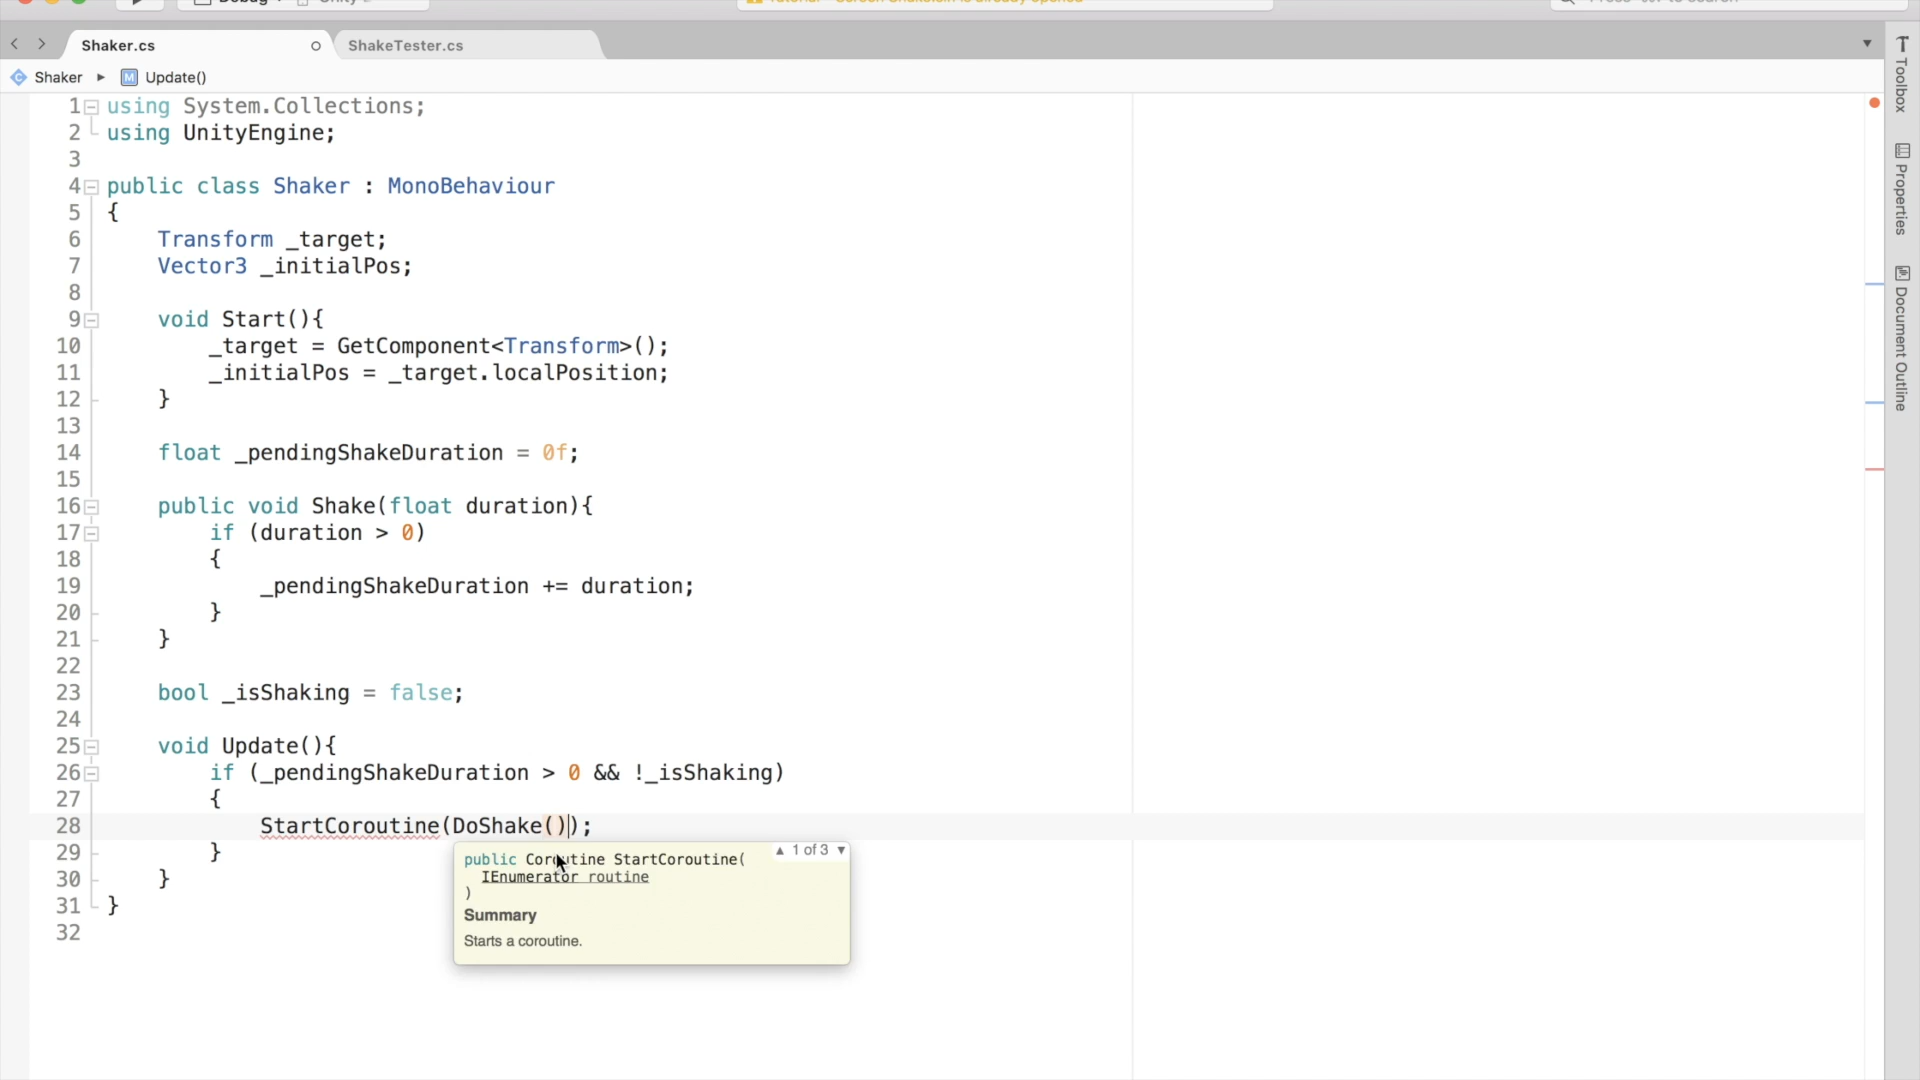 Shaker.cs
ShakeTester.cs
Shaker ▸ M Update()
1 using System.Collections;
2 using UnityEngine;
3
4 public class Shaker : MonoBehaviour
5 {
6 Transform _target;
7 Vector3 _initialPos;
8
9 void Start(){
10 _target = GetComponent<Transform>();
11 _initialPos = _target.localPosition;
12 }
13
14 float _pendingShakeDuration = 0f;
15
16 public void Shake(float duration){
17 if (duration > 0)
18 {
19 _pendingShakeDuration += duration;
20 }
21 }
22
23 bool _isShaking = false;
24
25 void Update(){
26 if (_pendingShakeDuration > 0 && !_isShaking)
27 {
28 StartCoroutine(DoShake());
29 }
30 }
31 }
32
▲ 1 of 3 ▼
public Coroutine StartCoroutine(
IEnumerator routine
)
Summary
Starts a coroutine.
Toolbox
Properties
Document Outline